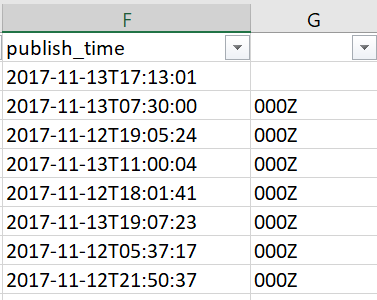 F G
publish_time
2017-11-13T17:13:01
2017-11-13T07:30:00 000Z
2017-11-12T19:05:24 000Z
2017-11-13T11:00:04 000Z
2017-11-12T18:01:41 000Z
2017-11-13T19:07:23 000Z
2017-11-12T05:37:17 000Z
2017-11-12T21:50:37 000Z